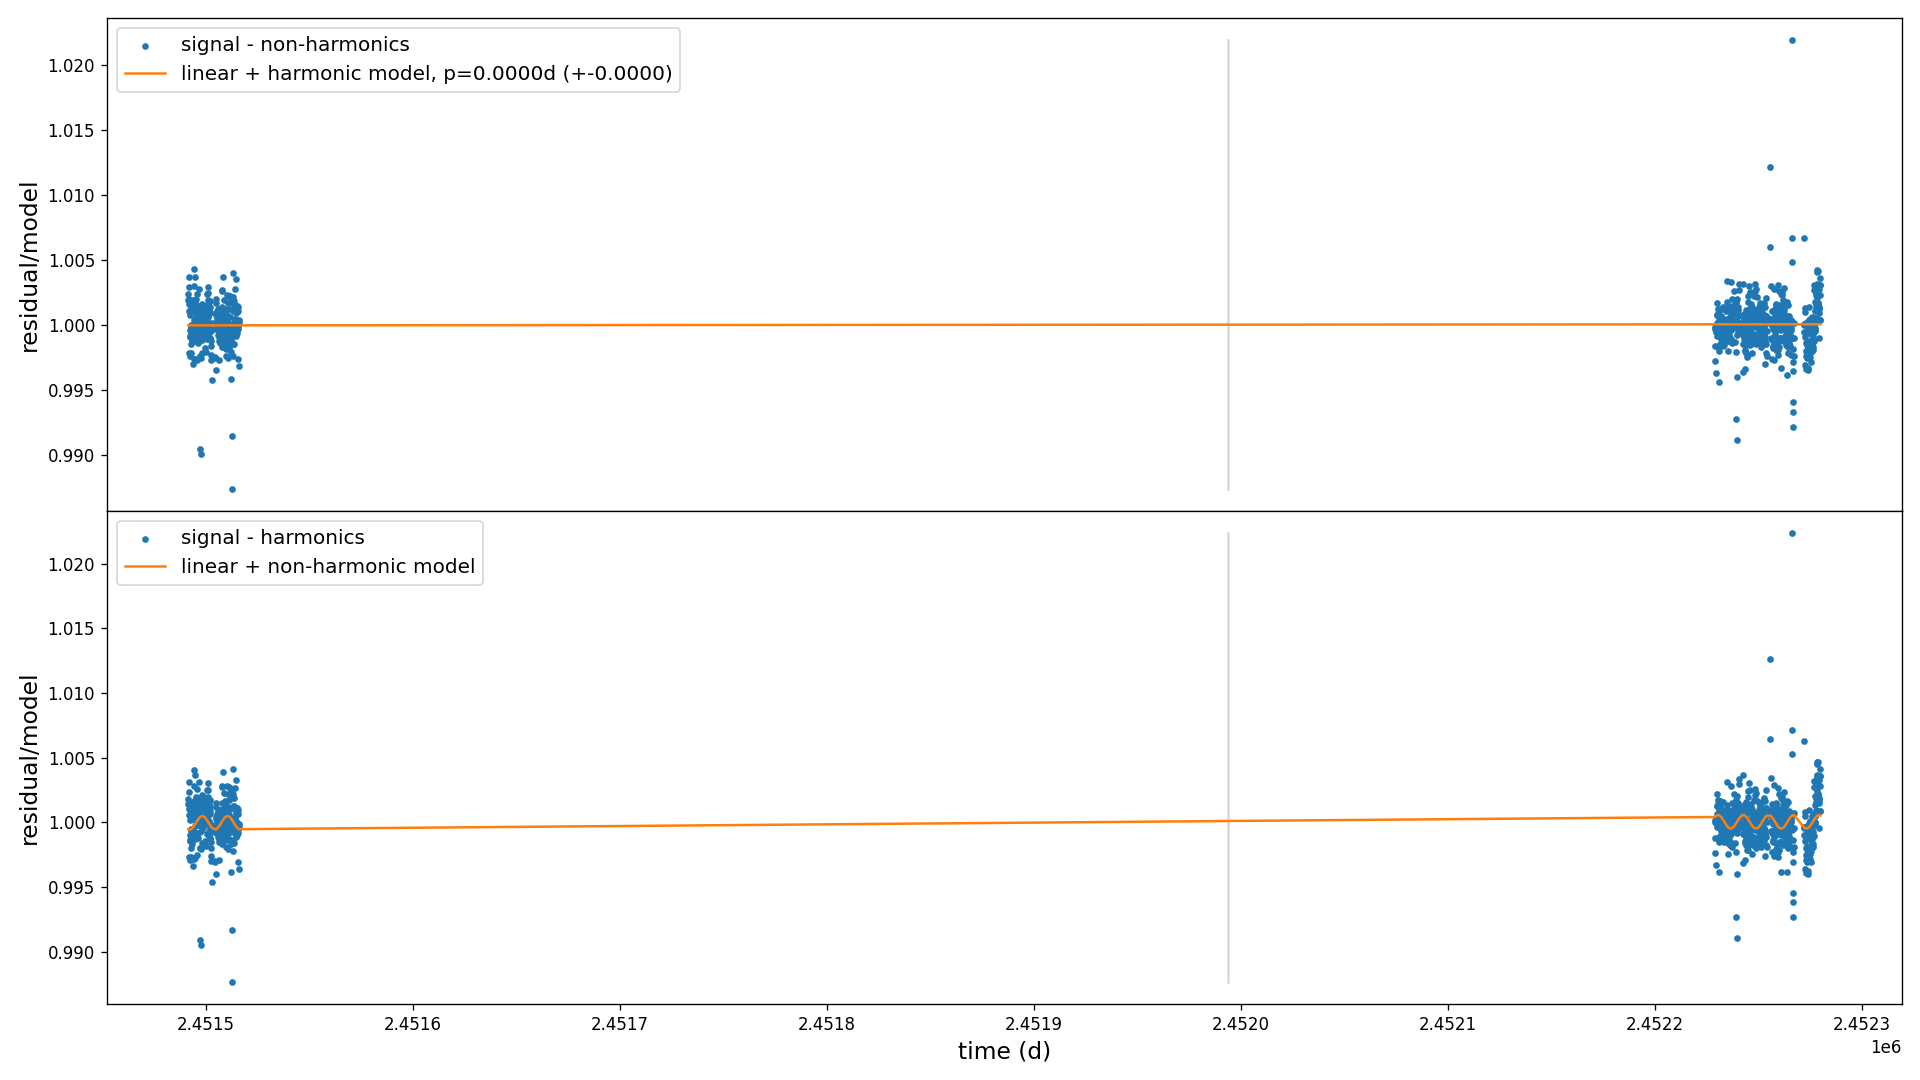 signal - non-harmonics
linear + harmonic model, p=0.0000d (+-0.0000)
1.020
1.015
1.010
1.005
1.000
0.995
0.990
residual/model
signal - harmonics
linear + non-harmonic model
1.020
1.015
1.010
1.005
1.000
0.995
0.990
residual/model
2.4515 2.4516 2.4517 2.4518 2.4519 2.4520 2.4521 2.4522 2.4523
1e6
time (d)